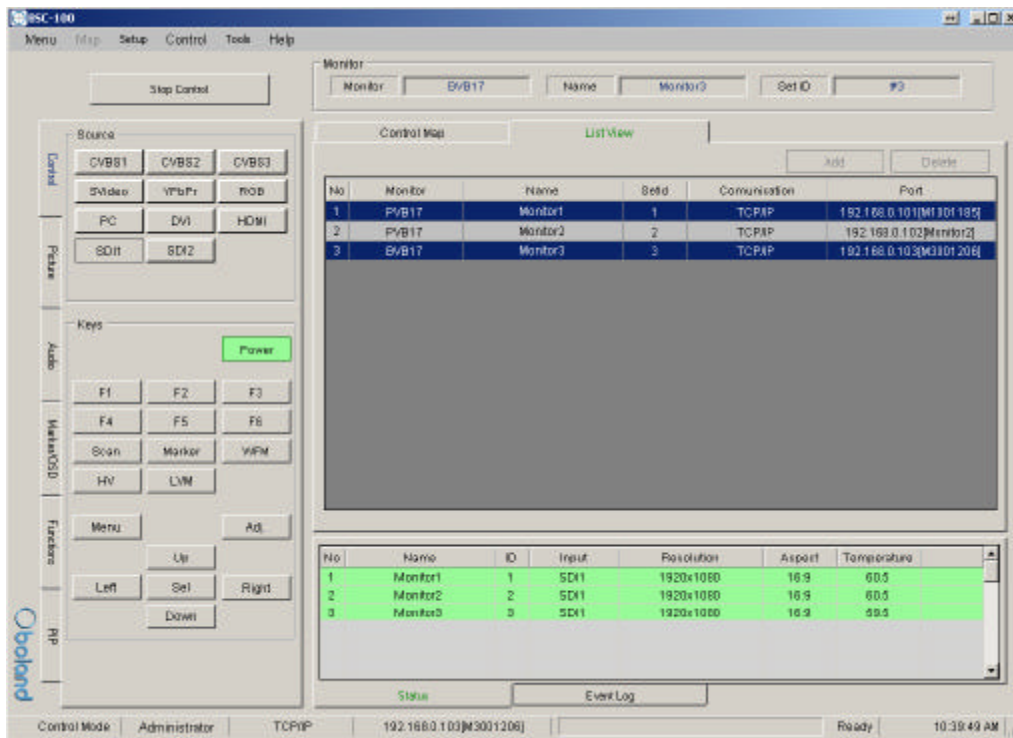 BSC-100
Menu Map Setup Control Tools Help
Stop Control
Monitor
Monitor BVB17 Name Monitor3 Set ID #3
Control Map List View
Add Delete
No Monitor Name SetId Comunication Port
1 PVB17 Monitor1 1 TCP/IP 192.168.0.101[M1301185]
2 PVB17 Monitor2 2 TCP/IP 192.168.0.102[Monitor2]
3 BVB17 Monitor3 3 TCP/IP 192.168.0.103[M3001206]
Control
Picture
Audio
Marker/OSD
Functions
PIP
Source
CVBS1 CVBS2 CVBS3
SVideo YPbPr RGB
PC DVI HDMI
SDI1 SDI2
Keys
Power
F1 F2 F3
F4 F5 F6
Scan Marker WFM
HV LVM
Menu Adj.
Up
Left Sel Right
Down
boland
No Name ID Input Resolution Aspect Temperature
1 Monitor1 1 SDI1 1920x1080 16:9 60.5
2 Monitor2 2 SDI1 1920x1080 16:9 60.5
3 Monitor3 3 SDI1 1920x1080 16:9 59.5
Status Event Log
Control Mode Administrator TCP/IP 192.168.0.103[M3001206] Ready 10:39:49 AM